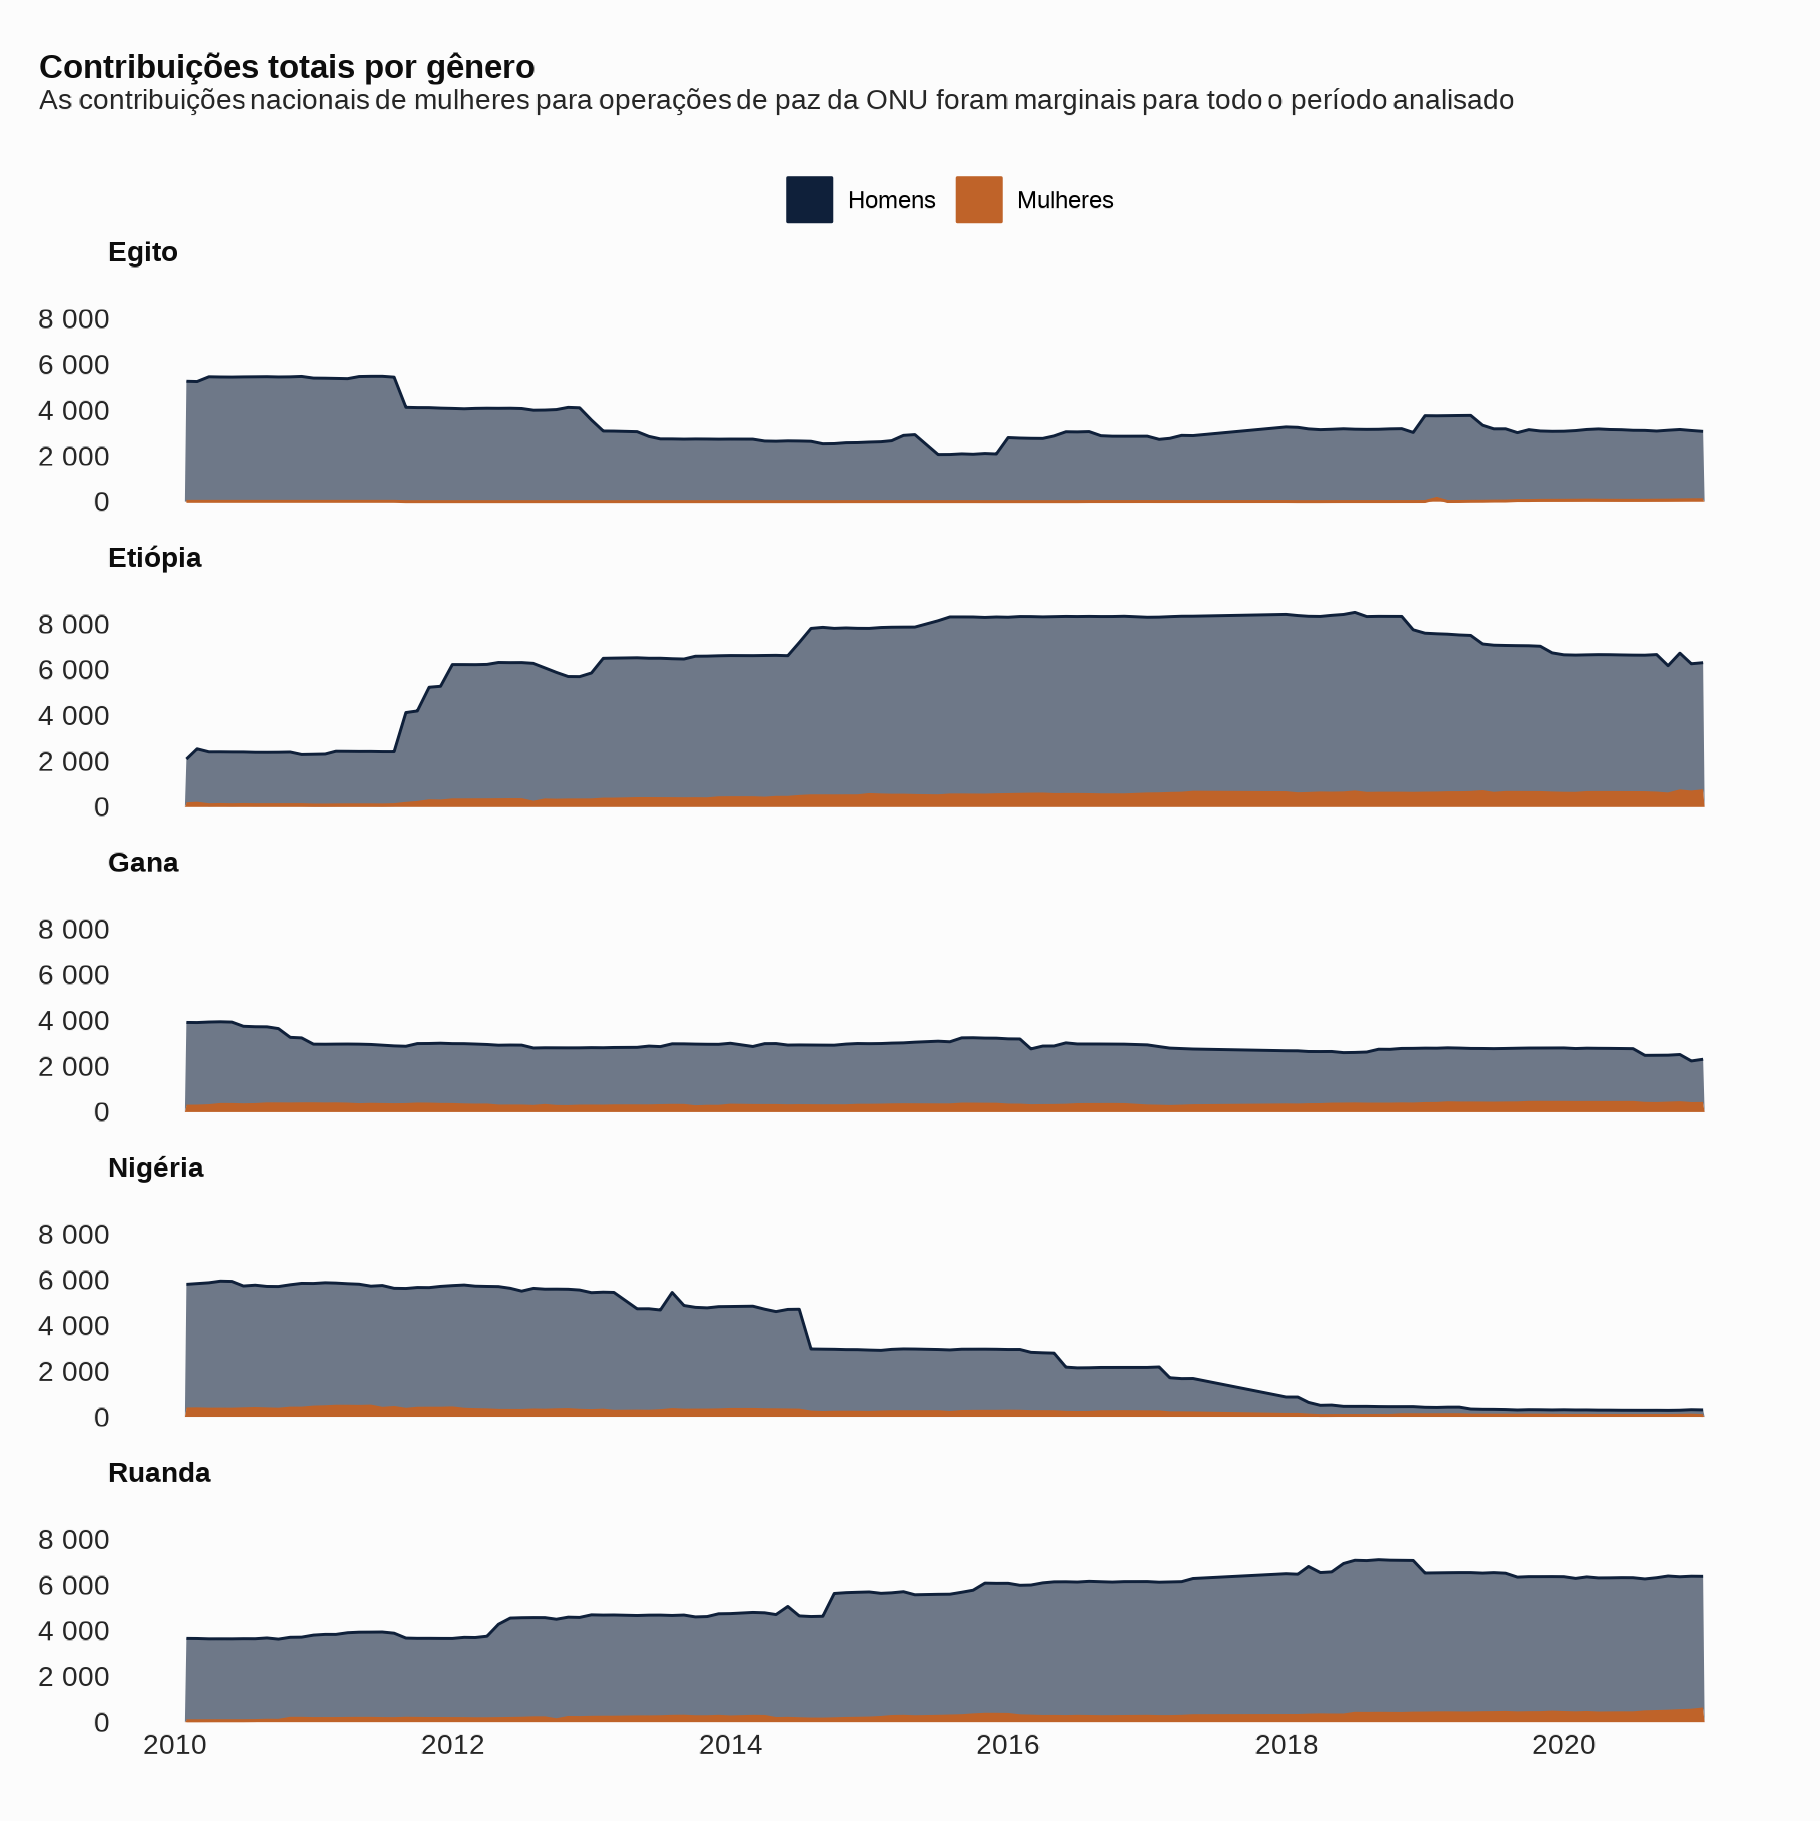 Contribuições totais por gênero
As contribuições nacionais de mulheres para operações de paz da ONU foram marginais para todo o período analisado
Homens Mulheres
Egito
8 000
6 000
4 000
2 000
0
Etiópia
8 000
6 000
4 000
2 000
0
Gana
8 000
6 000
4 000
2 000
0
Nigéria
8 000
6 000
4 000
2 000
0
Ruanda
8 000
6 000
4 000
2 000
0
2010 2012 2014 2016 2018 2020